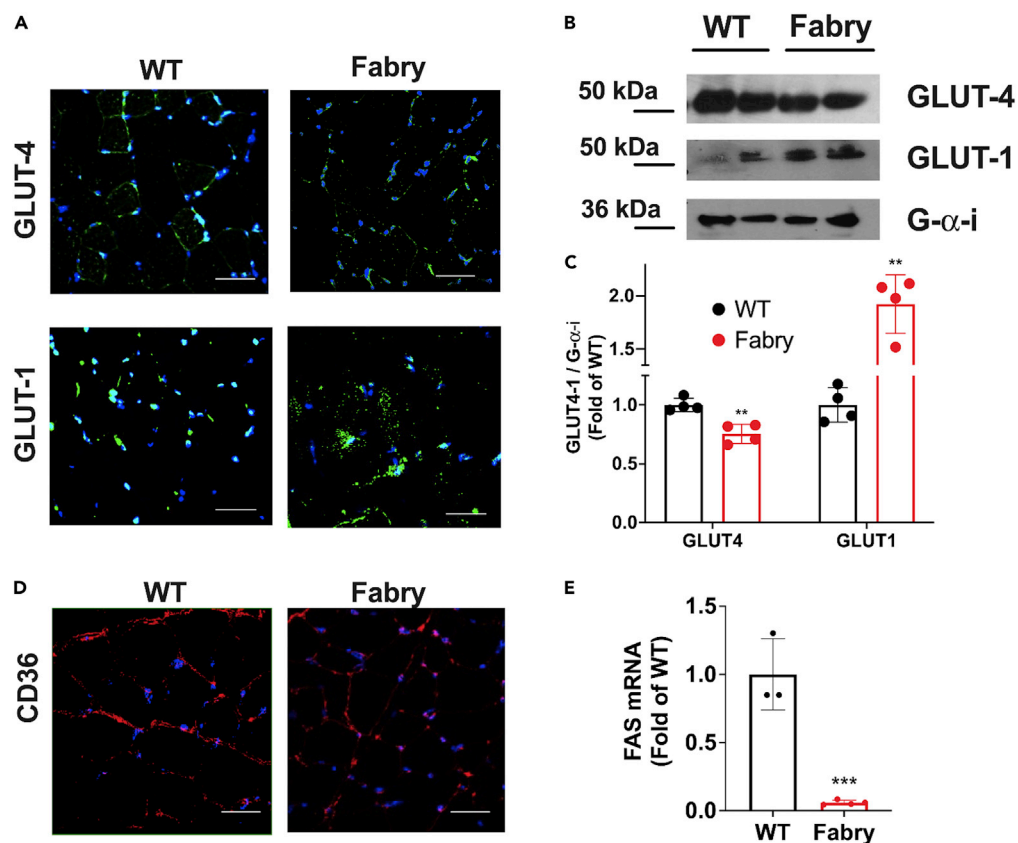 A
WT
Fabry
GLUT-4
GLUT-1
B
WT
Fabry
50 kDa
GLUT-4
50 kDa
GLUT-1
36 kDa
G-α-i
C
GLUT4-1 / G-α-i
(Fold of WT)
2.0
1.5
1.0
0.5
0.0
WT
Fabry
**
**
GLUT4
GLUT1
D
WT
Fabry
CD36
E
FAS mRNA
(Fold of WT)
1.5
1.0
0.5
0.0
***
WT
Fabry